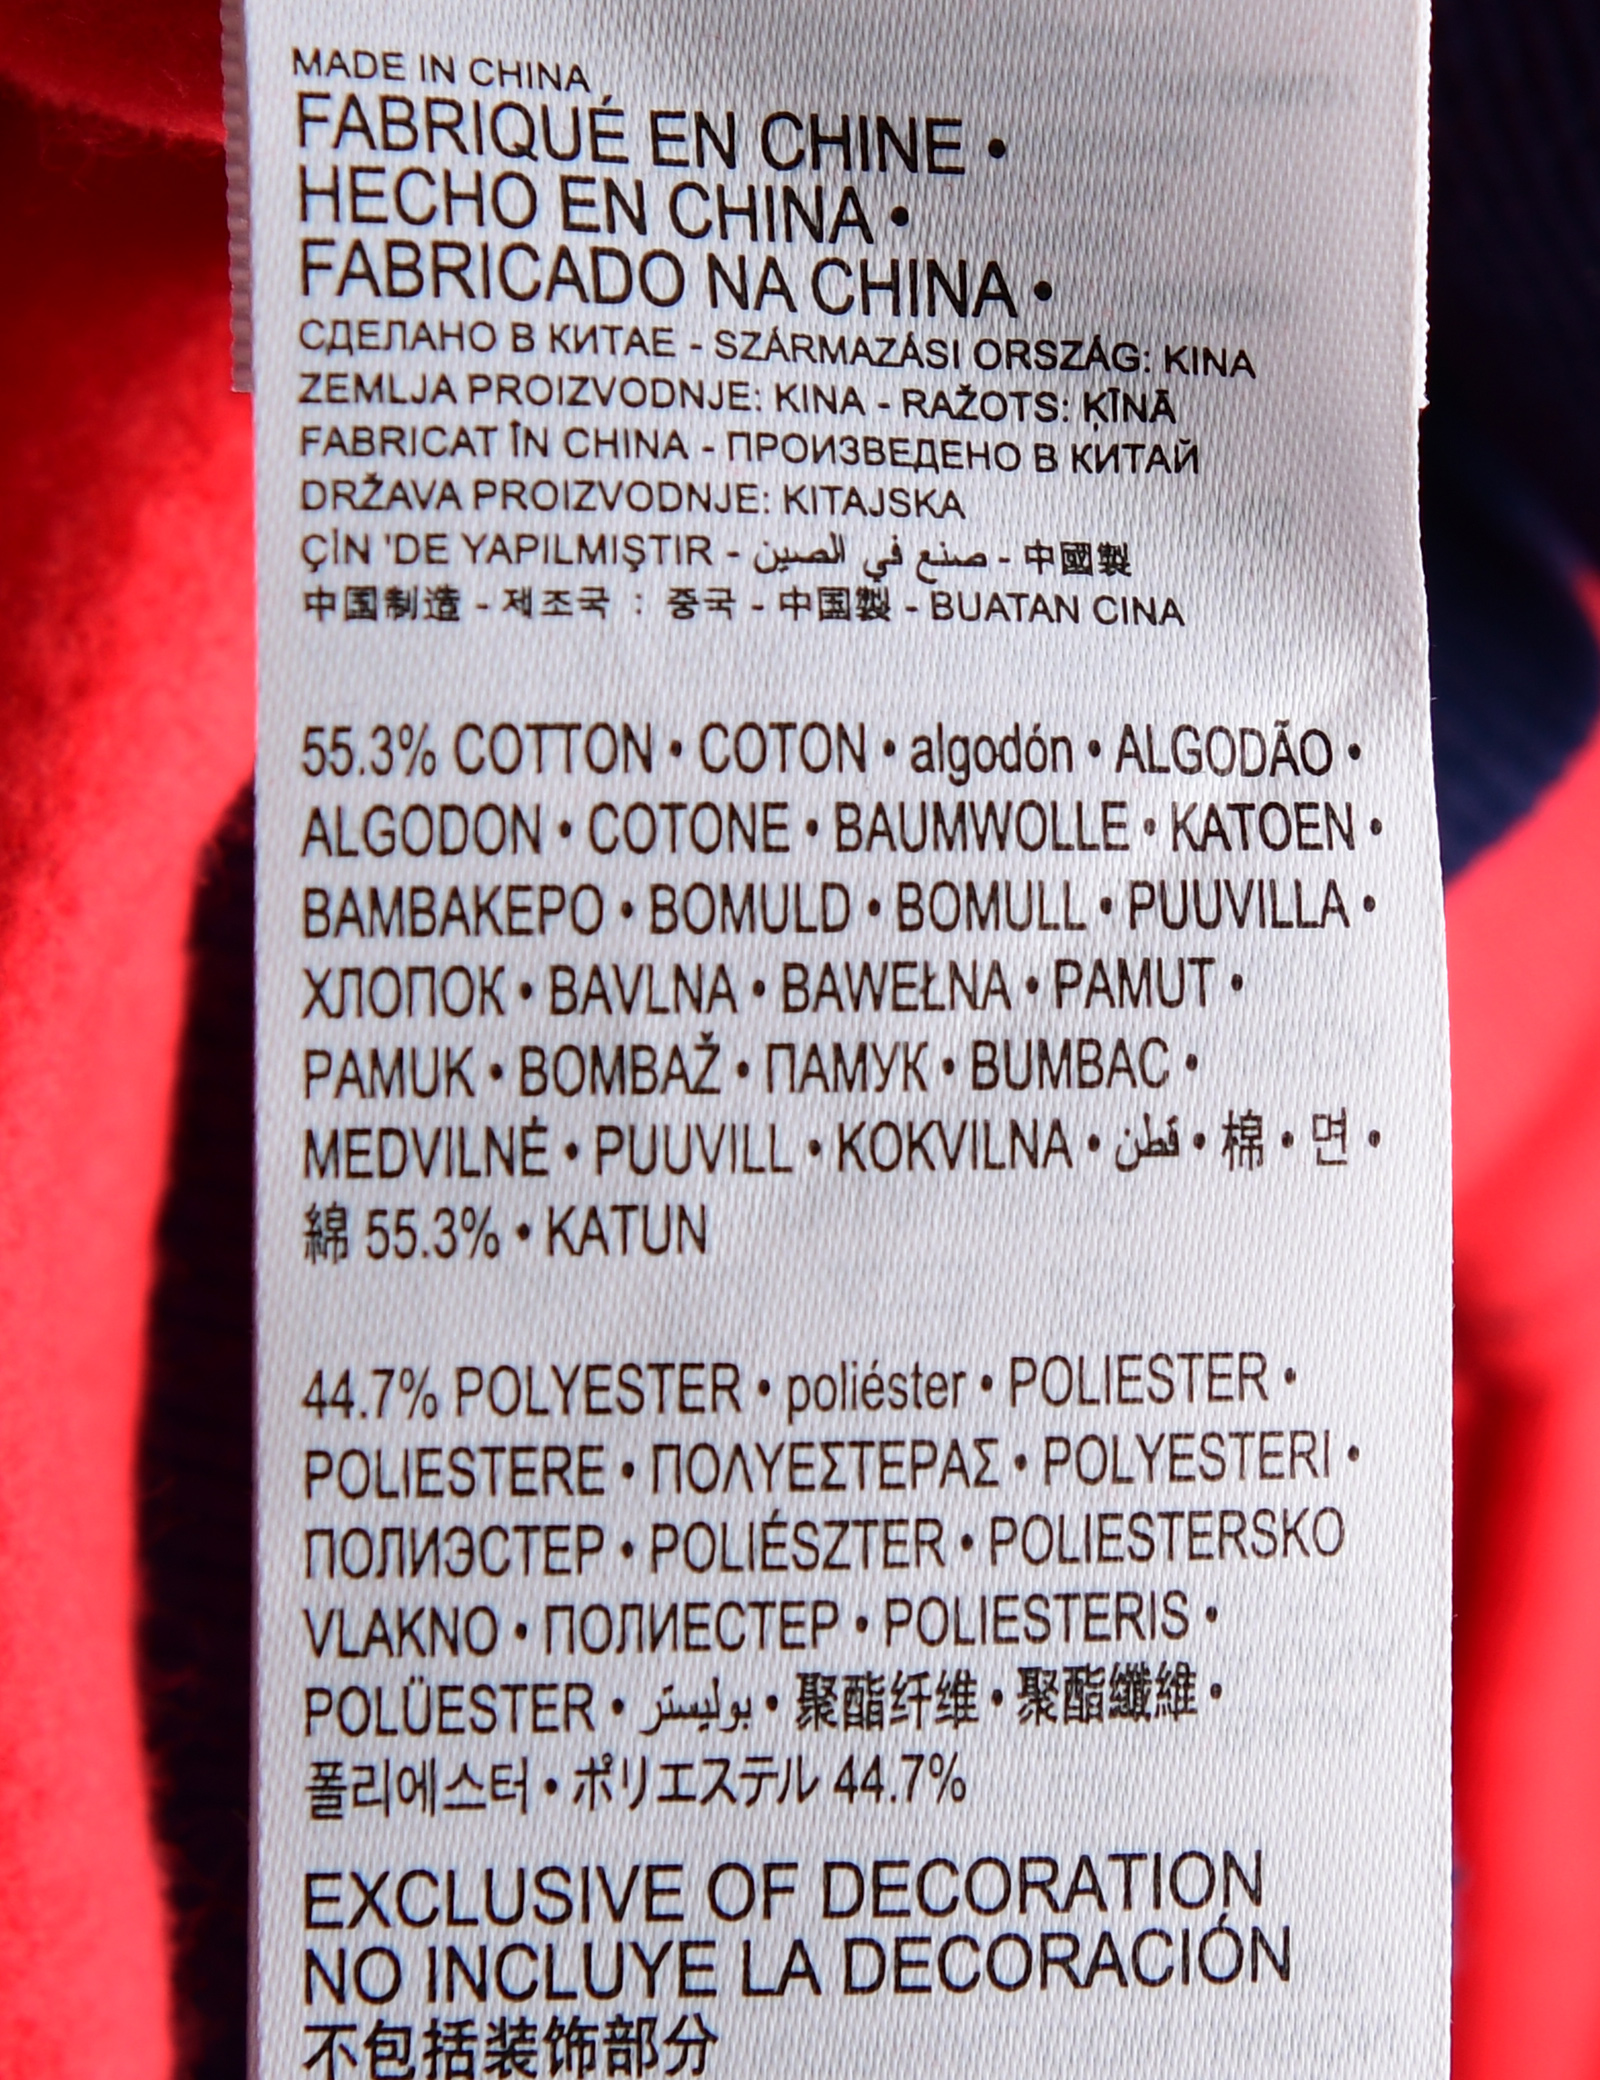 MADE IN CHINA
FABRIQUÉ EN CHINE •
HECHO EN CHINA •
FABRICADO NA CHINA •
СДЕЛАНО В КИТАЕ - SZÁRMAZÁSI ORSZÁG: KINA
ZEMLJA PROIZVODNJE: KINA - RAŽOTS: ĶĪNĀ
FABRICAT ÎN CHINA - ПРОИЗВЕДЕНО В КИТАЙ
DRŽAVA PROIZVODNJE: KITAJSKA
ÇİN 'DE YAPILMIŞTIR - صنع في الصين - 中國製
中国制造 - 제조국 : 중국 - 中国製 - BUATAN CINA
55.3% COTTON • COTON • algodón • ALGODÃO •
ALGODON • COTONE • BAUMWOLLE • KATOEN •
BAMBAKEPO • BOMULD • BOMULL • PUUVILLA •
ХЛОПОК • BAVLNA • BAWEŁNA • PAMUT •
PAMUK • BOMBAŽ • ПАМУК • BUMBAC •
MEDVILNĖ • PUUVILL • KOKVILNA • قطن • 棉 • 면 •
綿 55.3% • KATUN
44.7% POLYESTER • poliéster • POLIESTER •
POLIESTERE • ΠΟΛΥΕΣΤΕΡΑΣ • POLYESTERI •
ПОЛИЭСТЕР • POLIÉSZTER • POLIESTERSKO
VLAKNO • ПОЛИЕСТЕР • POLIESTERIS •
POLÜESTER • بوليستر • 聚酯纤维 • 聚酯纖維 •
폴리에스터 • ポリエステル 44.7%
EXCLUSIVE OF DECORATION
NO INCLUYE LA DECORACIÓN
不包括装饰部分